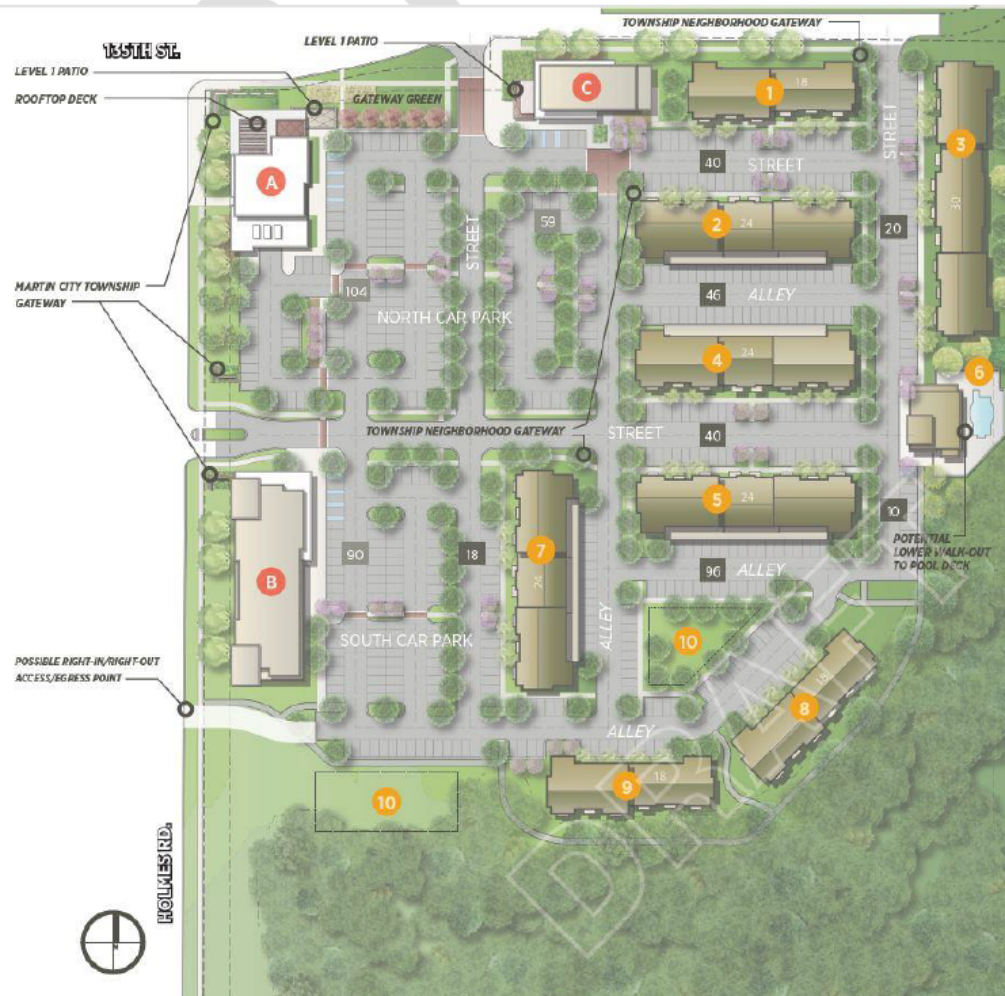 TOWNSHIP NEIGHBORHOOD GATEWAY
135TH ST.
LEVEL 1 PATIO
LEVEL 1 PATIO
ROOFTOP DECK
GATEWAY GREEN
C
1
18
3
30
STREET
40
STREET
A
STREET
59
2
24
20
MARTIN CITY TOWNSHIP
GATEWAY
104
NORTH CAR PARK
46
ALLEY
4
24
6
TOWNSHIP NEIGHBORHOOD GATEWAY
STREET
40
5
24
10
POTENTIAL
LOWER WALK-OUT
TO POOL DECK
B
90
18
7
24
96
ALLEY
ALLEY
10
SOUTH CAR PARK
POSSIBLE RIGHT-IN/RIGHT-OUT
ACCESS/EGRESS POINT
8
18
ALLEY
9
18
10
HOLMES RD.
DRAFT